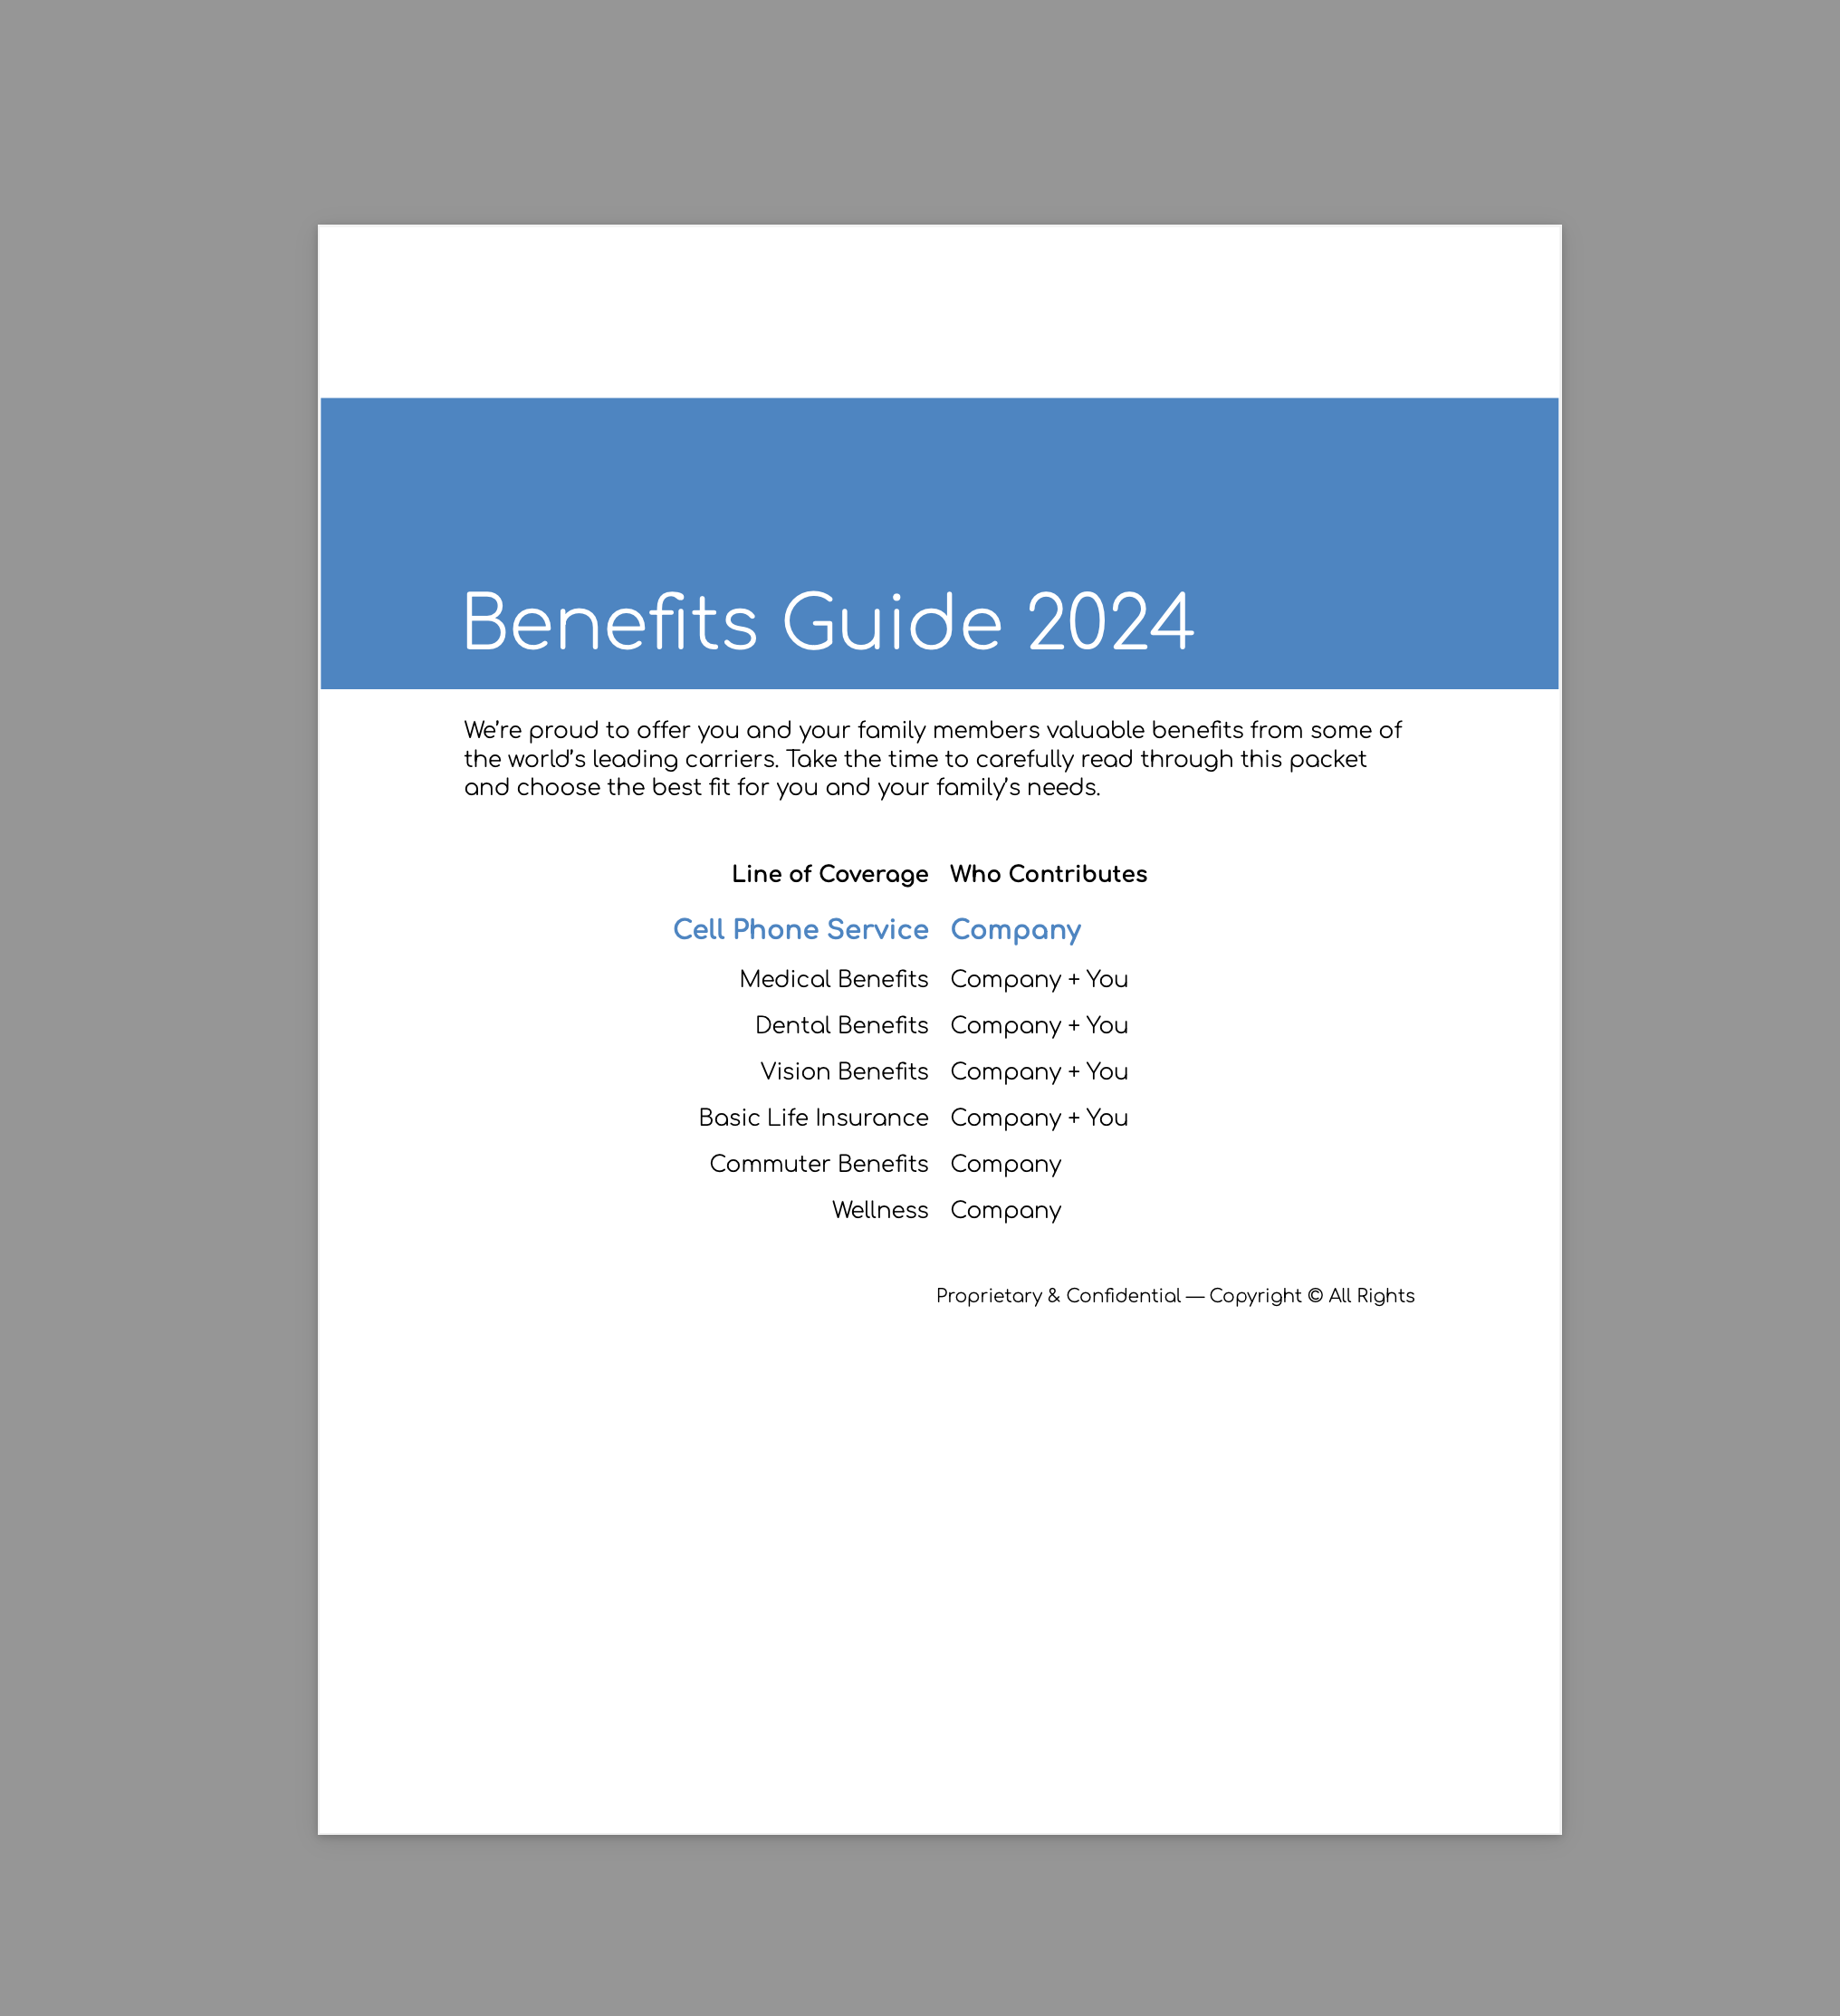 Benefits Guide 2024
We're proud to offer you and your family members valuable benefits from some of
the world's leading carriers. Take the time to carefully read through this packet
and choose the best fit for you and your family's needs.
Line of Coverage Who Contributes
Cell Phone Service Company
Medical Benefits Company + You
Dental Benefits Company + You
Vision Benefits Company + You
Basic Life Insurance Company + You
Commuter Benefits Company
Wellness Company
Proprietary & Confidential — Copyright © All Rights